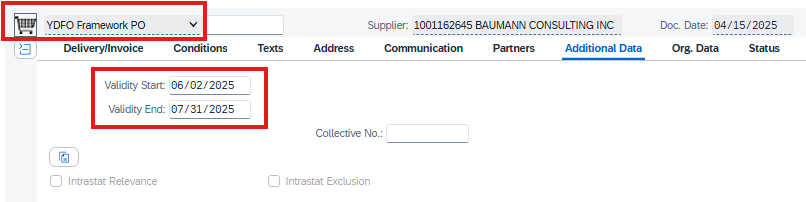 YDFO Framework PO Supplier: 1001162645 BAUMANN CONSULTING INC Doc. Date: 04/15/2025
Delivery/Invoice Conditions Texts Address Communication Partners Additional Data Org. Data Status
Validity Start: 06/02/2025
Validity End: 07/31/2025
Collective No.:
Intrastat Relevance Intrastat Exclusion